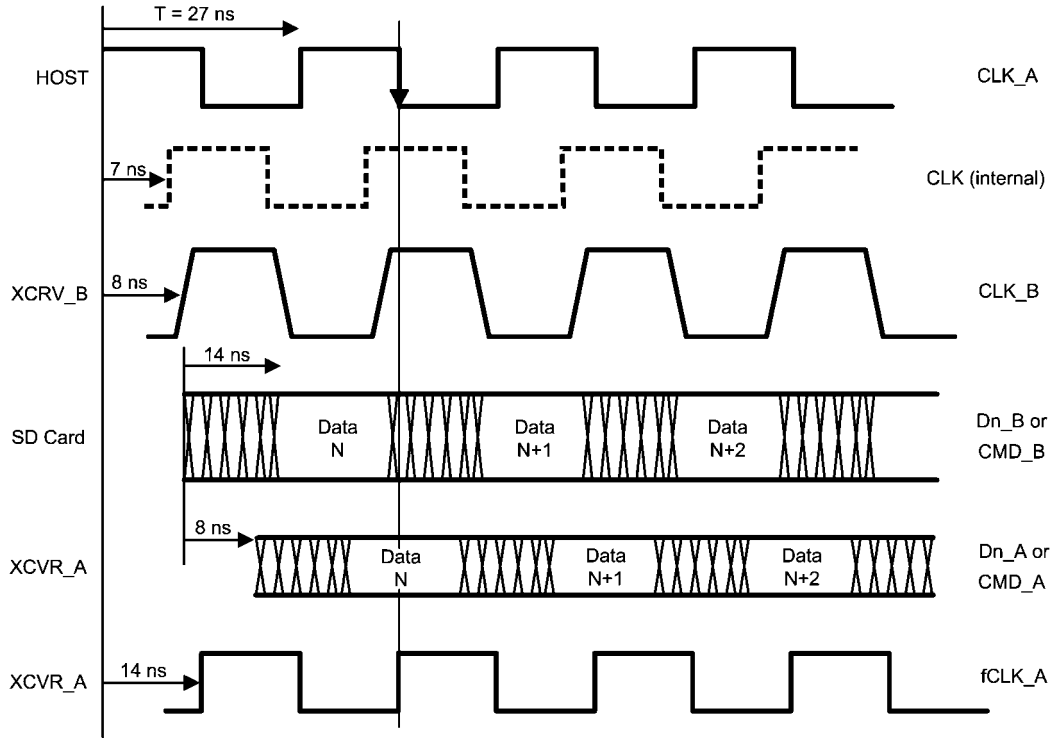 T = 27 ns
HOST
CLK_A
7 ns
CLK (internal)
8 ns
XCRV_B
CLK_B
14 ns
SD Card
Data
N
Data
N+1
Data
N+2
Dn_B or
CMD_B
8 ns
XCVR_A
Data
N
Data
N+1
Data
N+2
Dn_A or
CMD_A
14 ns
XCVR_A
fCLK_A